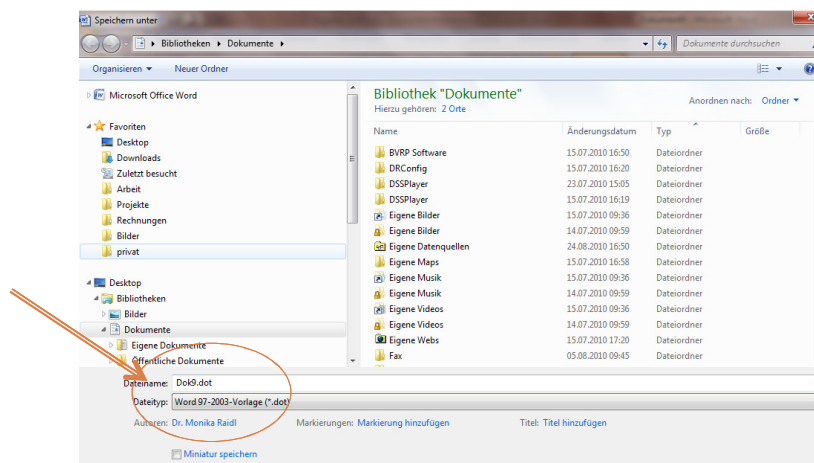 Speichern unter
Bibliotheken Dokumente
Dokumente durchsuchen
Organisieren Neuer Ordner
Microsoft Office Word
Favoriten
Desktop
Downloads
Zuletzt besucht
Arbeit
Projekte
Rechnungen
Bilder
privat
Desktop
Bibliotheken
Bilder
Dokumente
Eigene Dokumente
Öffentliche Dokumente
Bibliothek "Dokumente"
Hierzu gehören: 2 Orte
Anordnen nach: Ordner
Name Änderungsdatum Typ Größe
BVRP Software 15.07.2010 16:50 Dateiordner
DRConfig 15.07.2010 16:20 Dateiordner
DSSPlayer 23.07.2010 15:05 Dateiordner
DSSPlayer 15.07.2010 16:19 Dateiordner
Eigene Bilder 15.07.2010 09:36 Dateiordner
Eigene Bilder 14.07.2010 09:59 Dateiordner
Eigene Datenquellen 24.08.2010 16:50 Dateiordner
Eigene Maps 15.07.2010 16:58 Dateiordner
Eigene Musik 15.07.2010 09:36 Dateiordner
Eigene Musik 14.07.2010 09:59 Dateiordner
Eigene Videos 15.07.2010 09:36 Dateiordner
Eigene Videos 14.07.2010 09:59 Dateiordner
Eigene Webs 15.07.2010 17:20 Dateiordner
Fax 05.08.2010 09:45 Dateiordner
Dateiname: Dok9.dot
Dateityp: Word 97-2003-Vorlage (*.dot)
Autoren: Dr. Monika Raidl Markierungen: Markierung hinzufügen Titel: Titel hinzufügen
Miniatur speichern